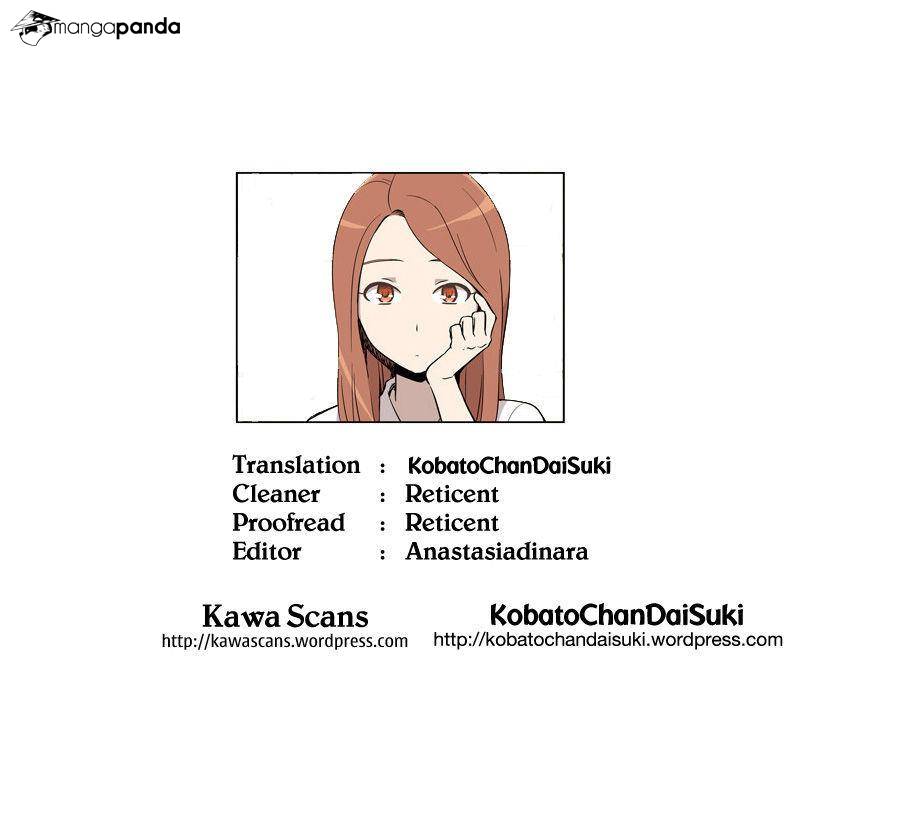 mangapanda
Translation : KobatoChanDaiSuki
Cleaner : Reticent
Proofread : Reticent
Editor : Anastasiadinara
Kawa Scans
http://kawascans.wordpress.com
KobatoChanDaiSuki
http://kobatochandaisuki.wordpress.com